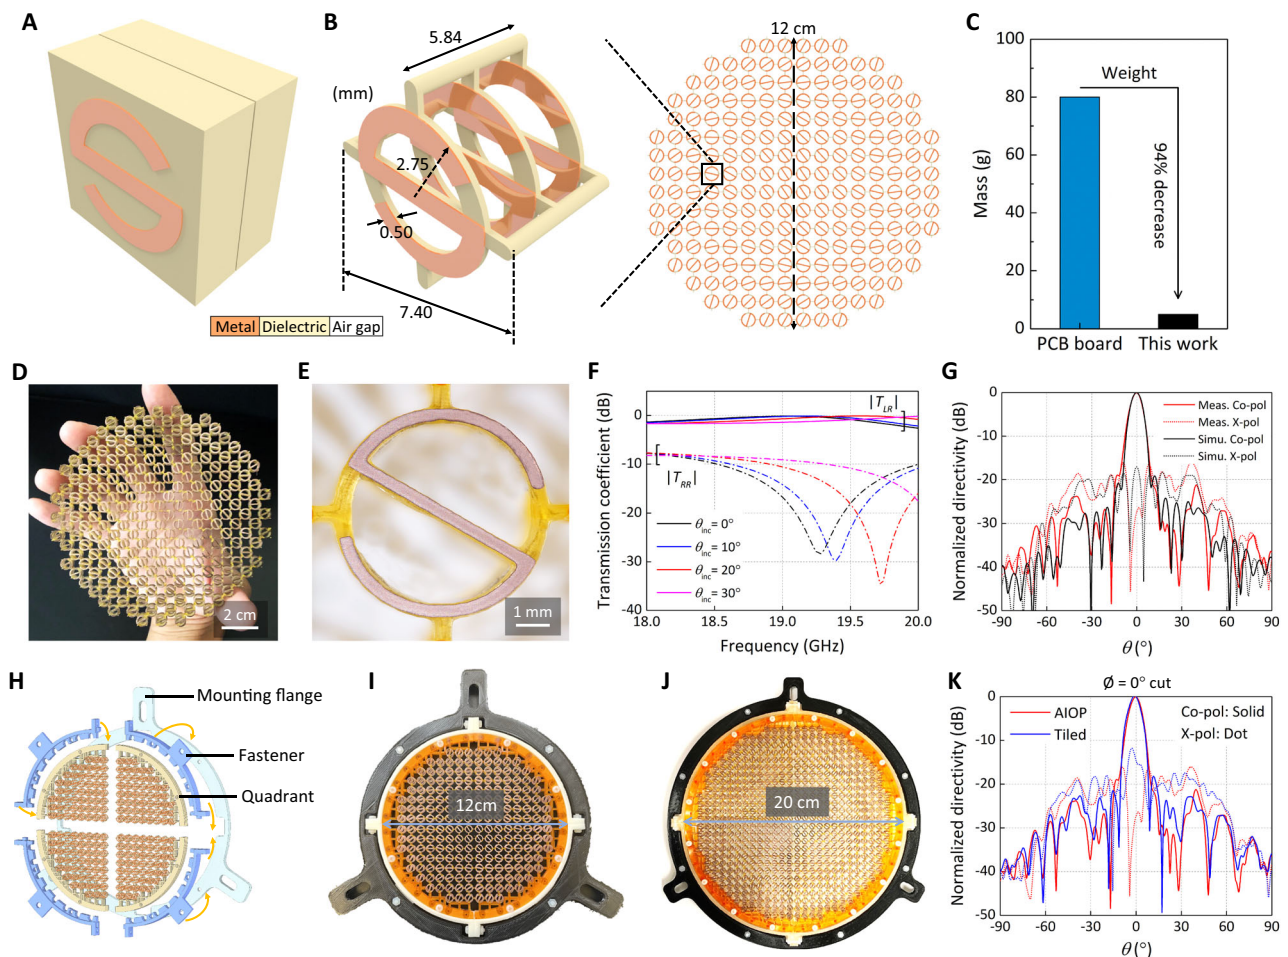 A
B
C
5.84
(mm)
2.75
0.50
7.40
12 cm
Metal Dielectric Air gap
100
80
60
40
20
0
Mass (g)
Weight
94% decrease
PCB board This work
D
E
F
G
2 cm
1 mm
Transmission coefficient (dB)
0
-10
-20
-30
-40
|T_LR|
|T_RR|
θinc= 0°
θinc= 10°
θinc= 20°
θinc= 30°
18.0 18.5 19.0 19.5 20.0
Frequency (GHz)
Normalized directivity (dB)
0
-10
-20
-30
-40
-50
Meas. Co-pol
Meas. X-pol
Simu. Co-pol
Simu. X-pol
-90 -60 -30 0 30 60 90
θ (°)
H
I
J
K
Mounting flange
Fastener
Quadrant
12cm
20 cm
Ø = 0° cut
Normalized directivity (dB)
0
-10
-20
-30
-40
-50
AIOP
Tiled
Co-pol: Solid
X-pol: Dot
-90 -60 -30 0 30 60 90
θ (°)